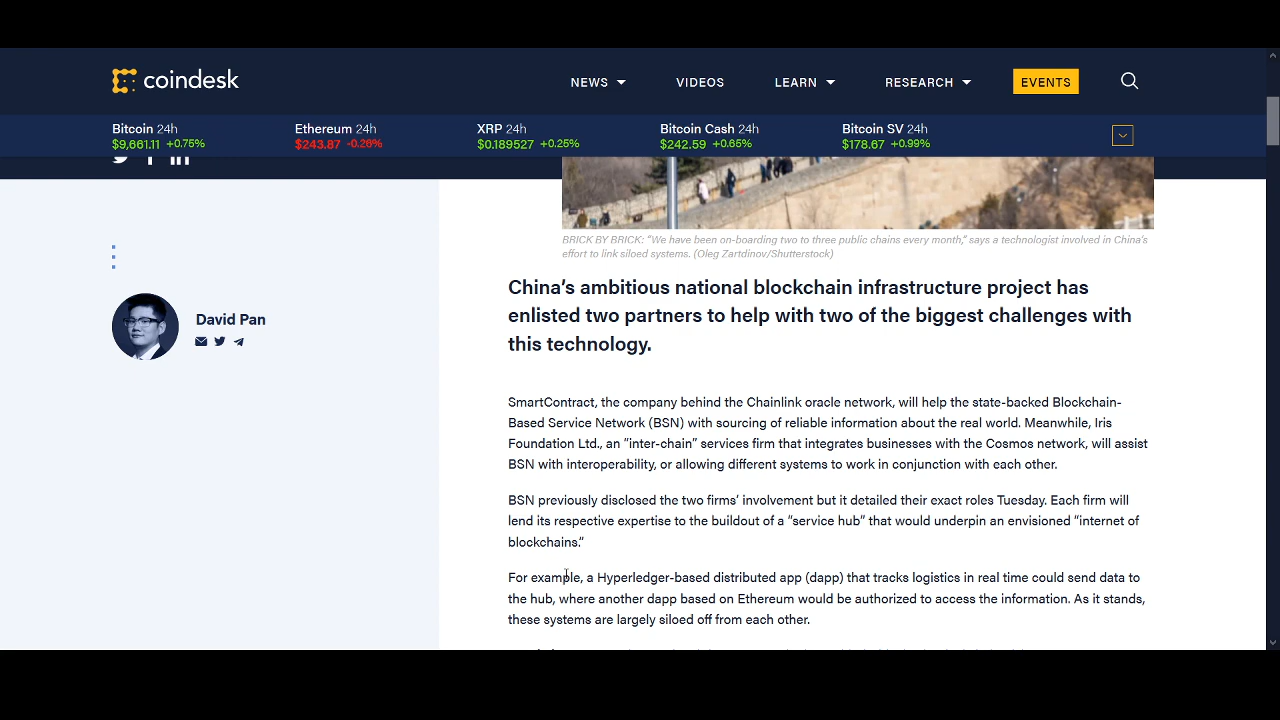 coindesk
NEWS
VIDEOS
LEARN
RESEARCH
EVENTS
Bitcoin 24h
$9,661.11 +0.75%
Ethereum 24h
$243.87 -0.26%
XRP 24h
$0.189527 +0.25%
Bitcoin Cash 24h
$242.59 +0.65%
Bitcoin SV 24h
$178.67 +0.99%
David Pan
BRICK BY BRICK: “We have been on-boarding two to three public chains every month,” says a technologist involved in China’s
effort to link siloed systems. (Oleg Zartdinov/Shutterstock)
China’s ambitious national blockchain infrastructure project has
enlisted two partners to help with two of the biggest challenges with
this technology.
SmartContract, the company behind the Chainlink oracle network, will help the state-backed Blockchain-
Based Service Network (BSN) with sourcing of reliable information about the real world. Meanwhile, Iris
Foundation Ltd., an “inter-chain” services firm that integrates businesses with the Cosmos network, will assist
BSN with interoperability, or allowing different systems to work in conjunction with each other.
BSN previously disclosed the two firms’ involvement but it detailed their exact roles Tuesday. Each firm will
lend its respective expertise to the buildout of a “service hub” that would underpin an envisioned “internet of
blockchains.”
For example, a Hyperledger-based distributed app (dapp) that tracks logistics in real time could send data to
the hub, where another dapp based on Ethereum would be authorized to access the information. As it stands,
these systems are largely siloed off from each other.